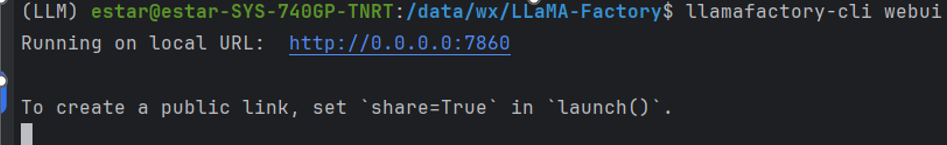 (LLM) estar@estar-SYS-740GP-TNRT:/data/wx/LLaMA-Factory$ llamafactory-cli webui
Running on local URL:  http://0.0.0.0:7860
To create a public link, set `share=True` in `launch()`.